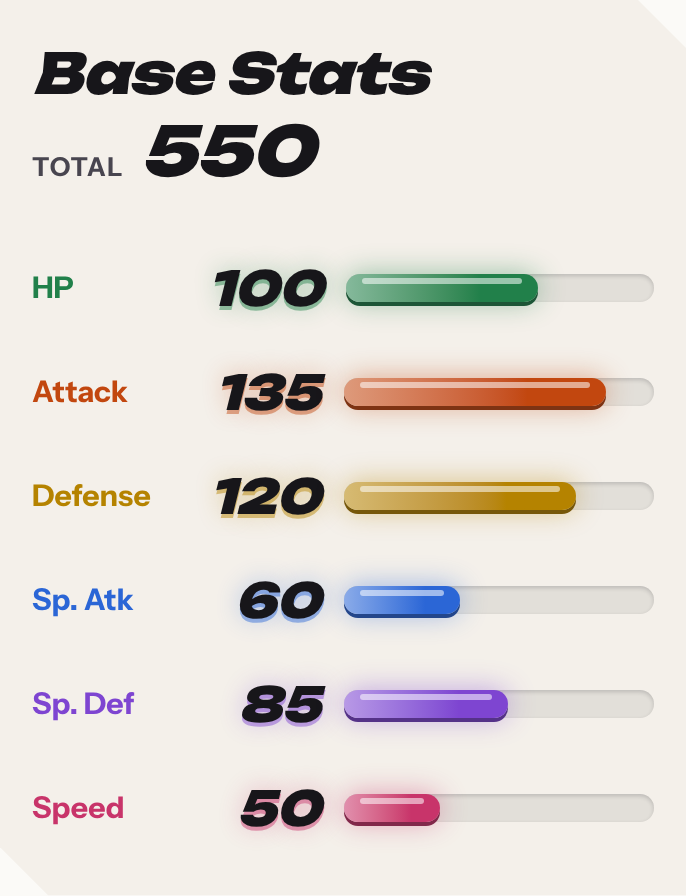 Base Stats
TOTAL 550
HP 100
Attack 135
Defense 120
Sp. Atk 60
Sp. Def 85
Speed 50